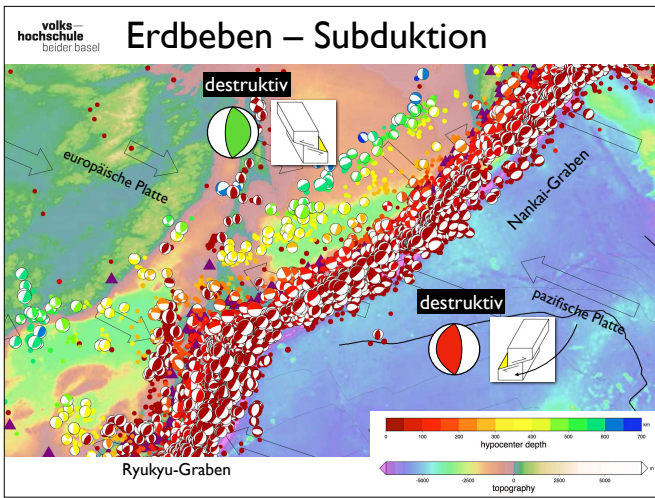 volks—
hochschule
beider basel
Erdbeben – Subduktion
destruktiv
europäische Platte
Nankai-Graben
destruktiv
pazifische Platte
km
0 100 200 300 400 500 600 700
hypocenter depth
m
-5000 -2500 0 2500 5000
topography
Ryukyu-Graben